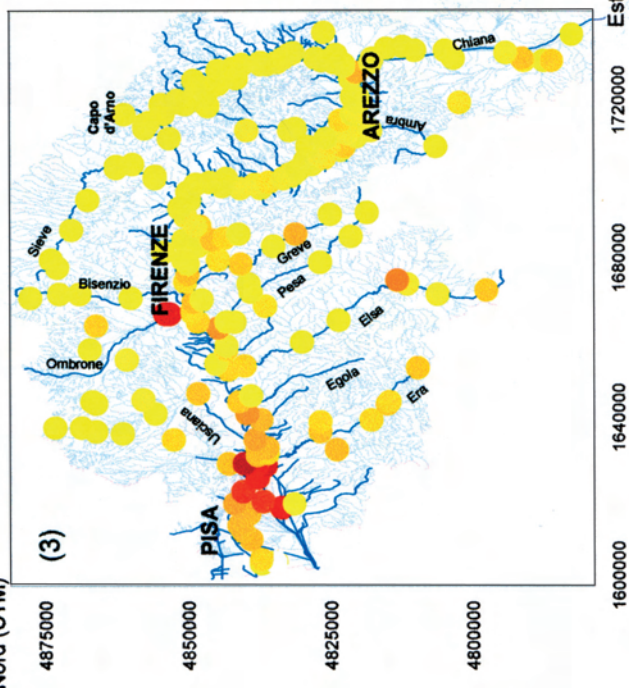 Nord (UTM)
4875000
4850000
4825000
4800000
(3)
Sieve
Capo
d'Arno
Bisenzio
Ombrone
FIRENZE
AREZZO
Chiana
Ambra
Greve
Pesa
Elsa
Egola
Era
Usciana
PISA
1600000
1640000
1680000
1720000
Est